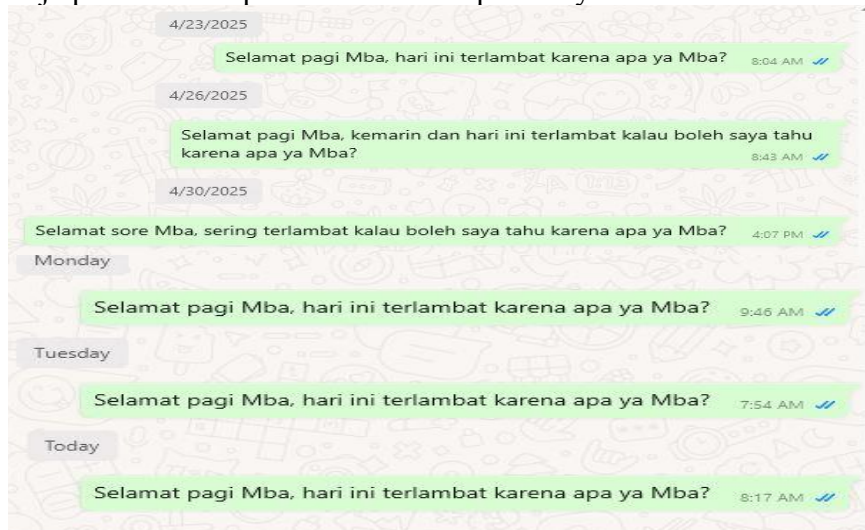 4/23/2025
Selamat pagi Mba, hari ini terlambat karena apa ya Mba? 8:04 AM
4/26/2025
Selamat pagi Mba, kemarin dan hari ini terlambat kalau boleh saya tahu
karena apa ya Mba? 8:43 AM
4/30/2025
Selamat sore Mba, sering terlambat kalau boleh saya tahu karena apa ya Mba? 4:07 PM
Monday
Selamat pagi Mba, hari ini terlambat karena apa ya Mba? 9:46 AM
Tuesday
Selamat pagi Mba, hari ini terlambat karena apa ya Mba? 7:54 AM
Today
Selamat pagi Mba, hari ini terlambat karena apa ya Mba? 8:17 AM